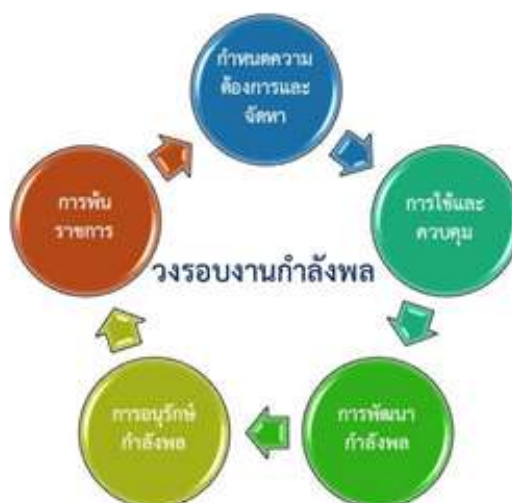 กำหนดความ
ต้องการและ
จัดหา
การใช้และ
ควบคุม
การพัฒนา
กำลังพล
การอนุรักษ์
กำลังพล
การพ้น
ราชการ
วงรอบงานกำลังพล